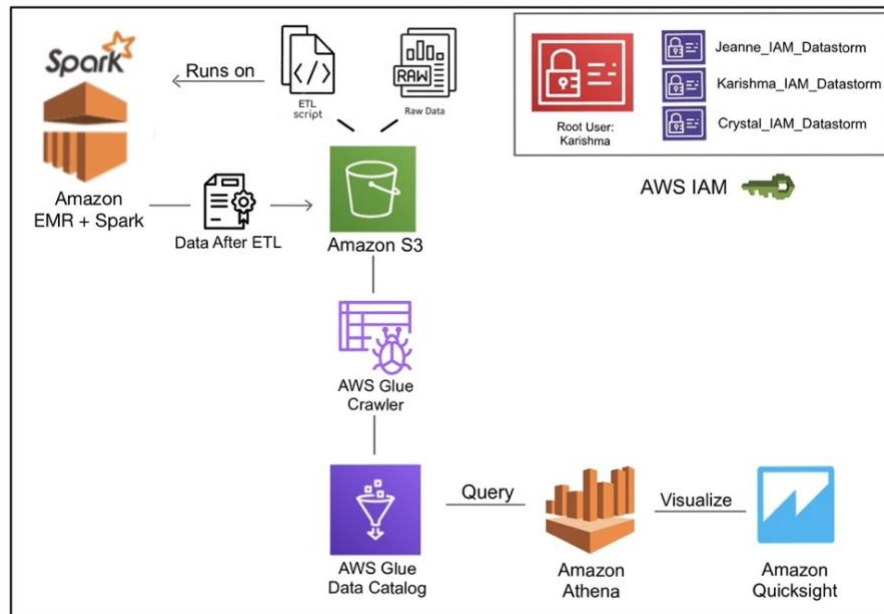 Spark
Runs on
ETL
script
RAW
Raw Data
Root User:
Karishma
Jeanne_IAM_Datastorm
Karishma_IAM_Datastorm
Crystal_IAM_Datastorm
AWS IAM
Amazon
EMR + Spark
Data After ETL
Amazon S3
AWS Glue
Crawler
Query
Visualize
AWS Glue
Data Catalog
Amazon
Athena
Amazon
Quicksight